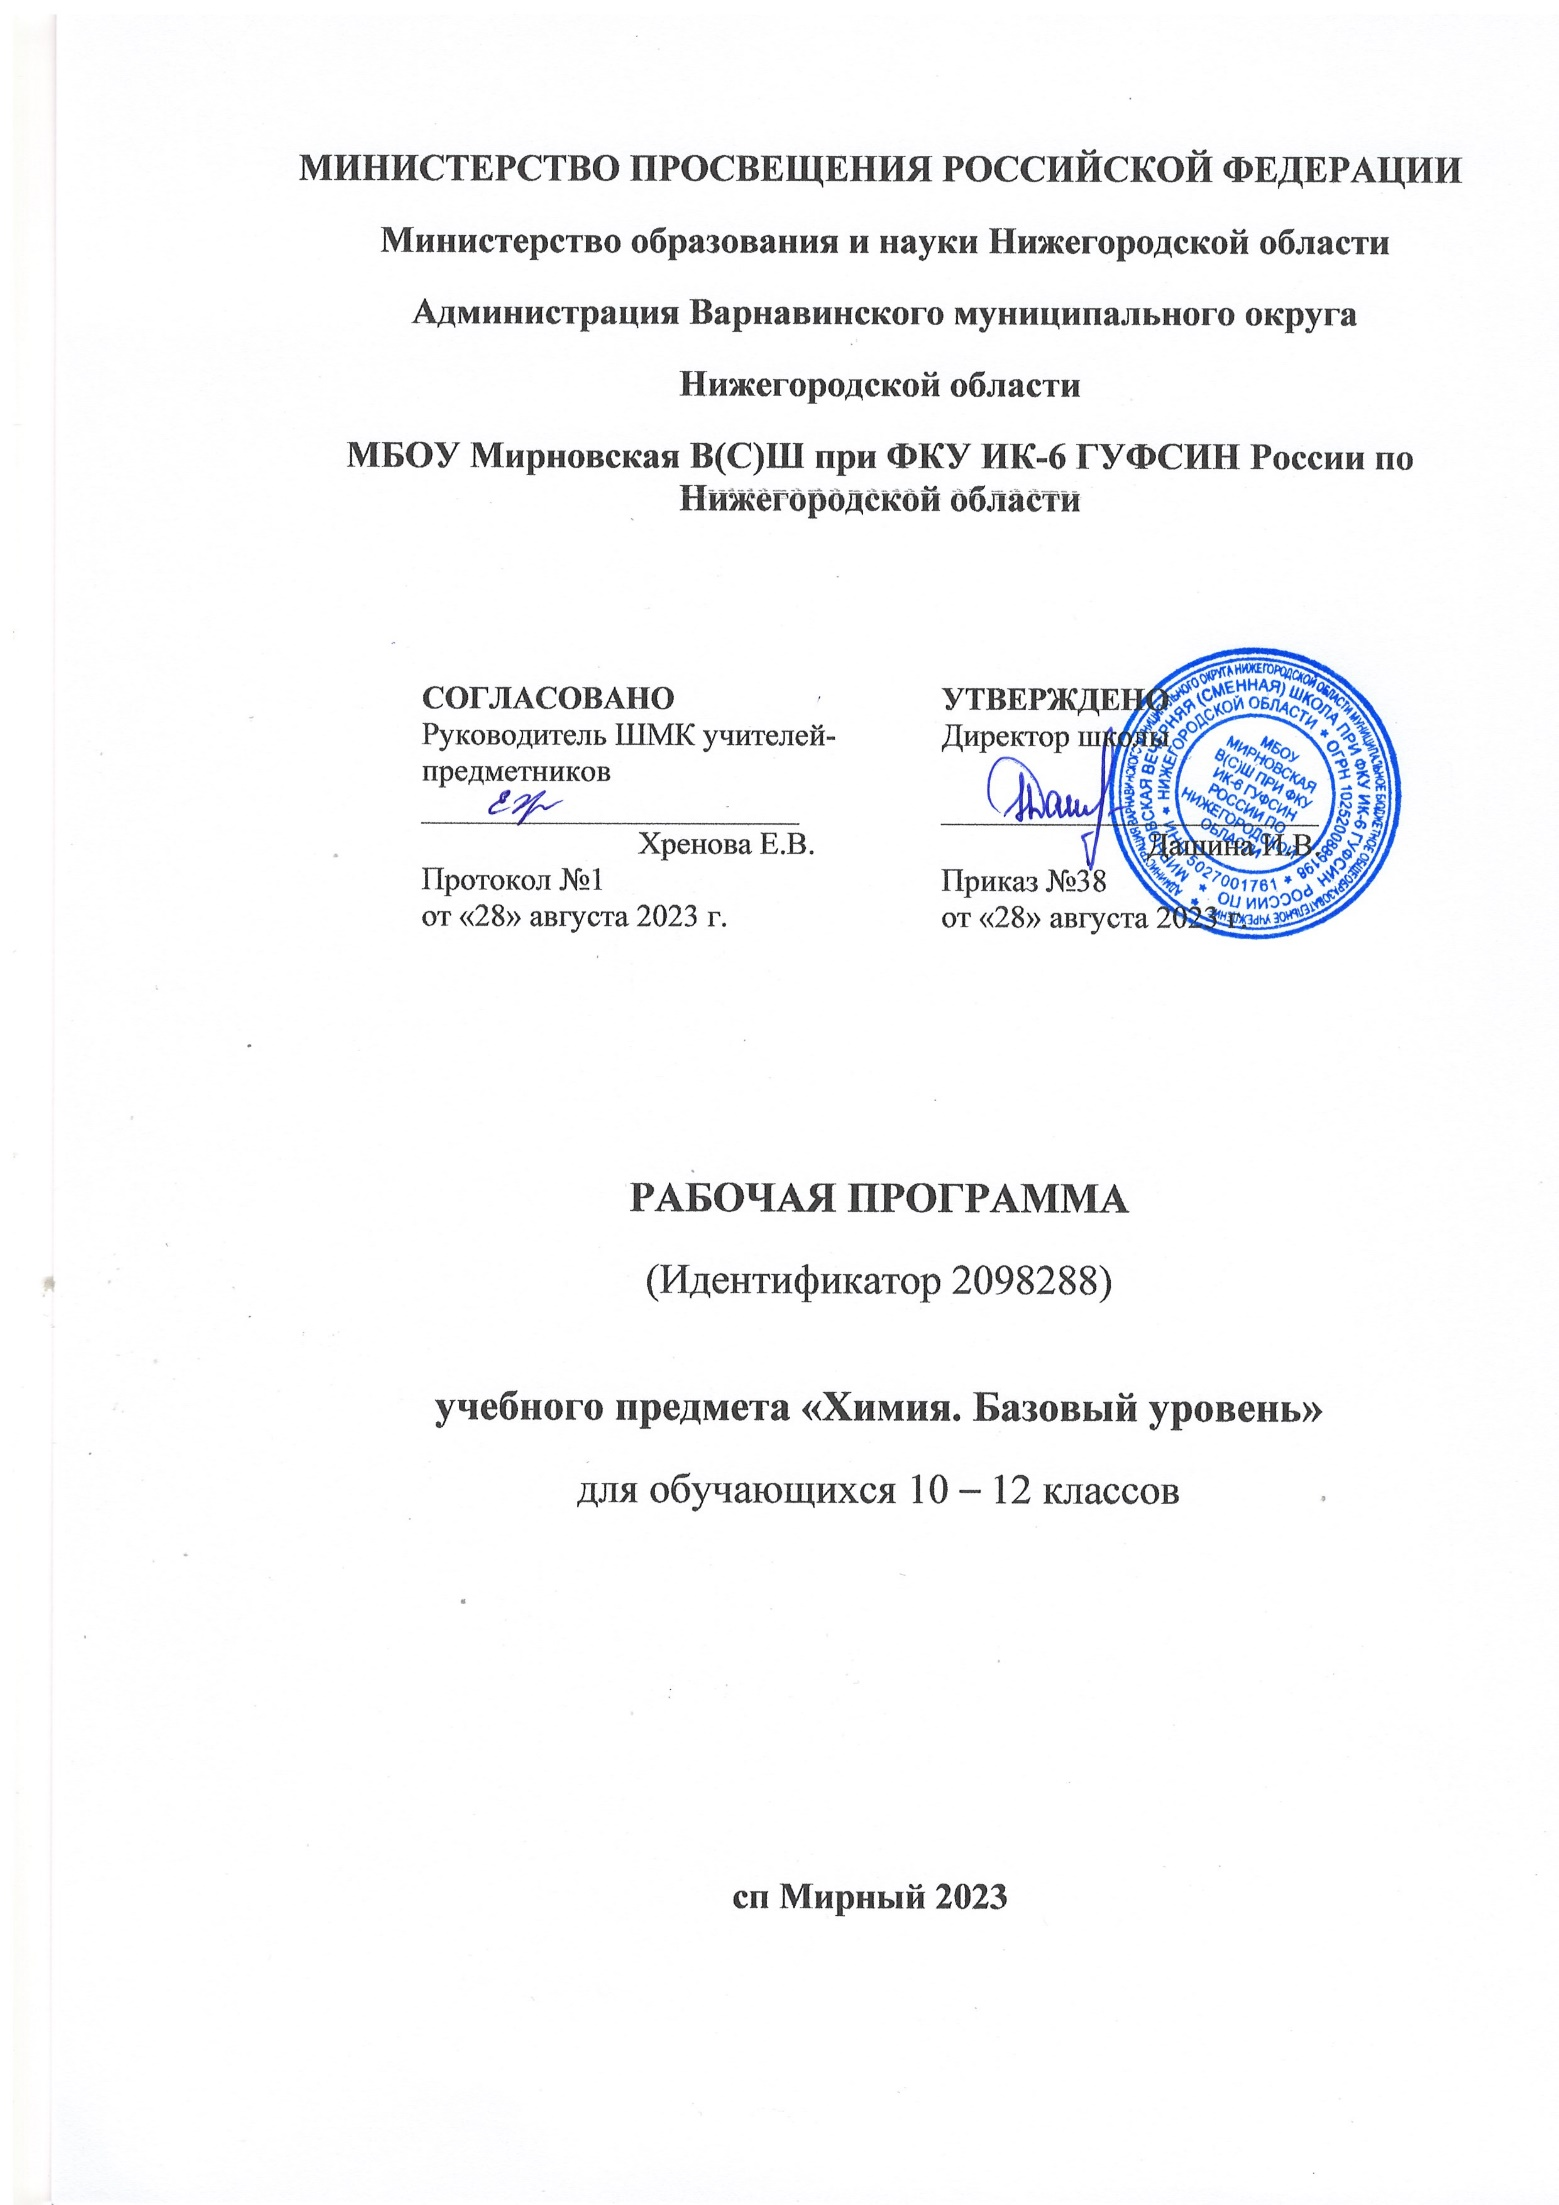 МИНИСТЕРСТВО ПРОСВЕЩЕНИЯ РОССИЙСКОЙ ФЕДЕРАЦИИ
Министерство образования и науки Нижегородской области
Администрация Варнавинского муниципального округа
Нижегородской области
МБОУ Мирновская В(С)Ш при ФКУ ИК-6 ГУФСИН России по
Нижегородской области
СОГЛАСОВАНО
Руководитель ШМК учителей-
предметников
Хренова Е.В.
Протокол №1
от «28» августа 2023 г.
УТВЕРЖДЕНО
Директор школы
Дашина И.В.
Приказ №38
от «28» августа 2023 г.
МБОУ
МИРНОВСКАЯ
В(С)Ш ПРИ ФКУ
ИК-6 ГУФСИН
РОССИИ ПО
НИЖЕГОРОДСКОЙ
ОБЛАСТИ
РАБОЧАЯ ПРОГРАММА
(Идентификатор 2098288)
учебного предмета «Химия. Базовый уровень»
для обучающихся 10 – 12 классов
сп Мирный 2023